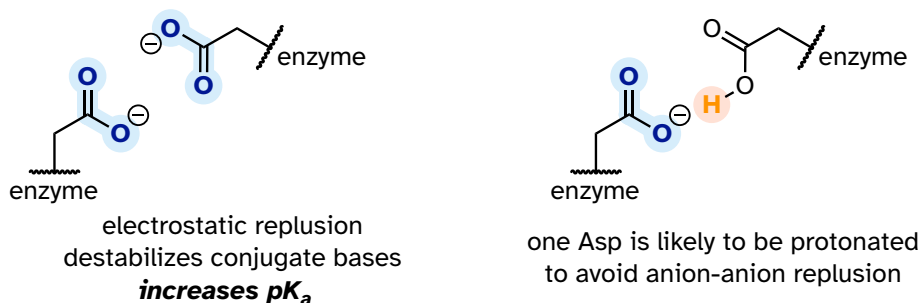 O
⊖
O
enzyme
O
⊖
O
enzyme
electrostatic replusion
destabilizes conjugate bases
increases pKa
O
O
H
enzyme
O
⊖
O
enzyme
one Asp is likely to be protonated
to avoid anion-anion replusion